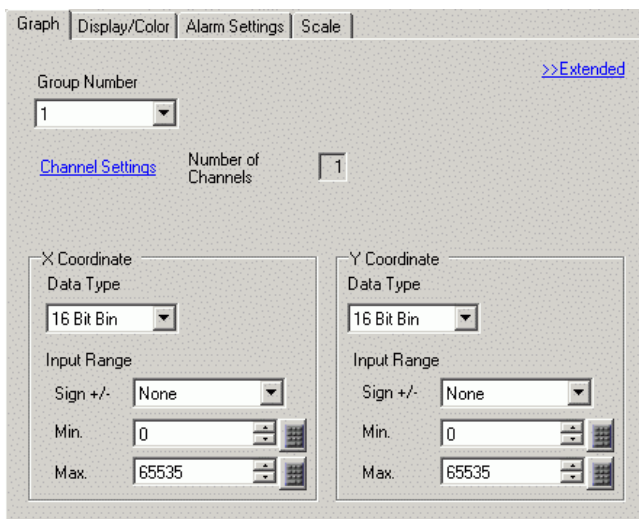 Graph Display/Color Alarm Settings Scale
>>Extended
Group Number
1
Channel Settings Number of Channels 1
X Coordinate
Data Type
16 Bit Bin
Input Range
Sign +/- None
Min. 0
Max. 65535
Y Coordinate
Data Type
16 Bit Bin
Input Range
Sign +/- None
Min. 0
Max. 65535